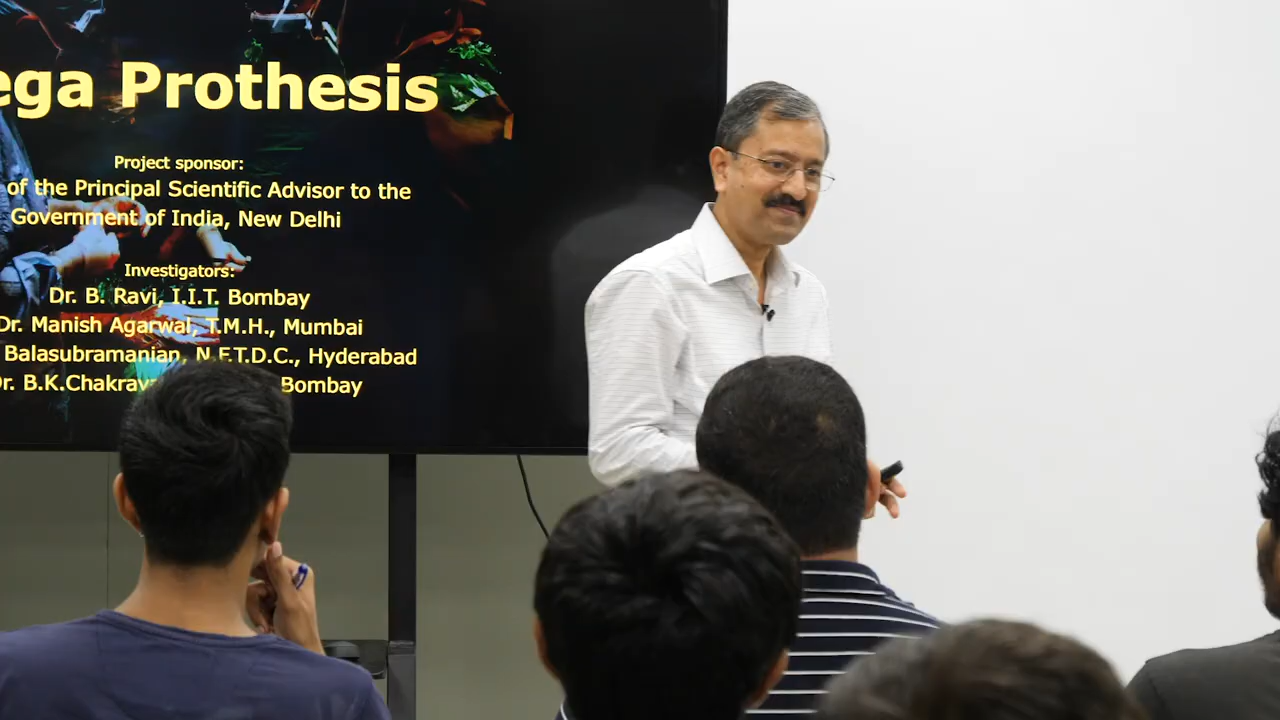 ega Prothesis
Project sponsor:
of the Principal Scientific Advisor to the
Government of India, New Delhi
Investigators:
Dr. B. Ravi, I.I.T. Bombay
Dr. Manish Agarwal, T.M.H., Mumbai
Balasubramanian, N.F.T.D.C., Hyderabad
Dr. B.K.Chakrav Bombay